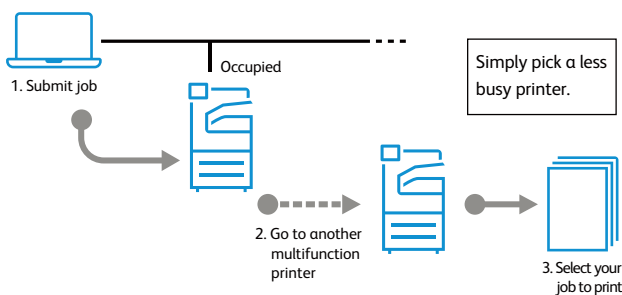 1. Submit job
Occupied
Simply pick a less
busy printer.
2. Go to another
multifunction
printer
3. Select your
job to print